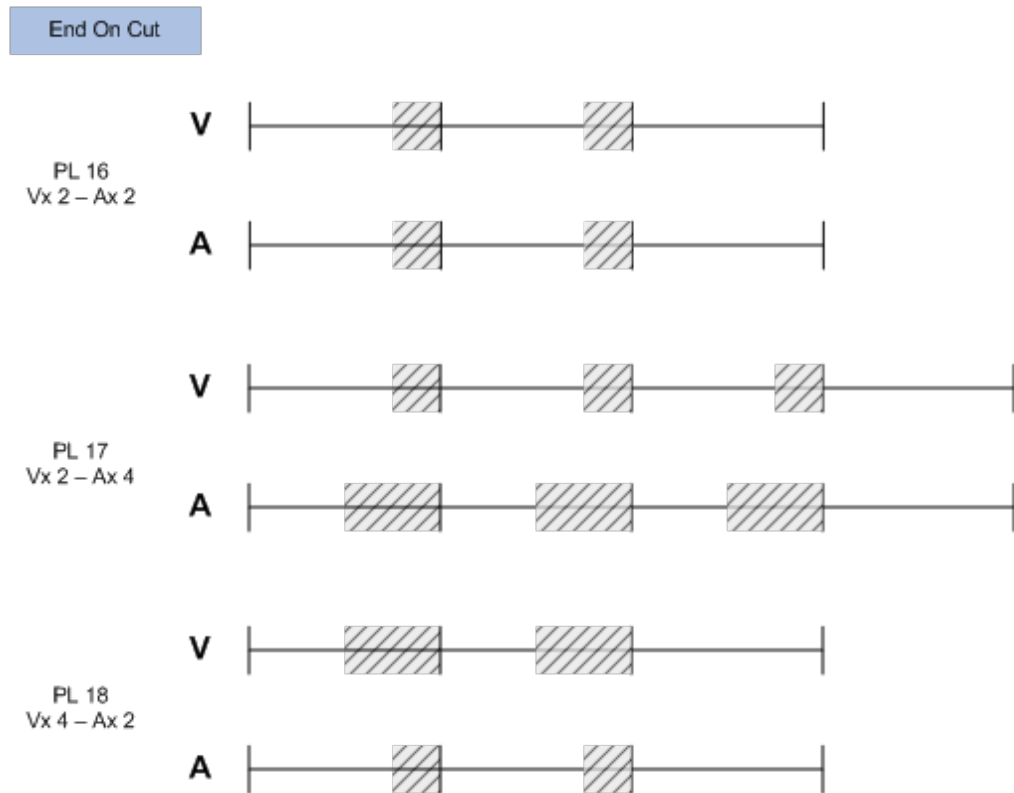 End On Cut
V
PL 16
Vx 2 – Ax 2
A
V
PL 17
Vx 2 – Ax 4
A
V
PL 18
Vx 4 – Ax 2
A